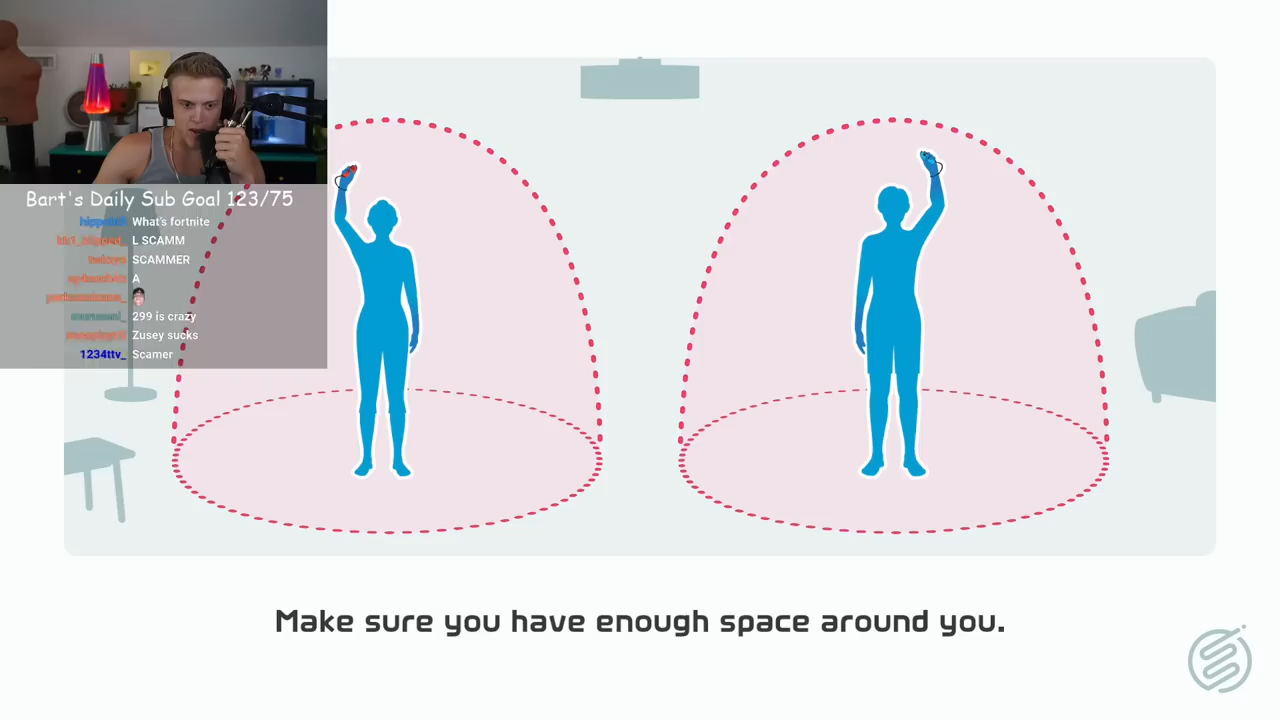 Bart's Daily Sub Goal 123/75
What's fortnite
L SCAMM
SCAMMER
A
299 is crazy
Zusey sucks
1234ttv_ Scamer
Make sure you have enough space around you.